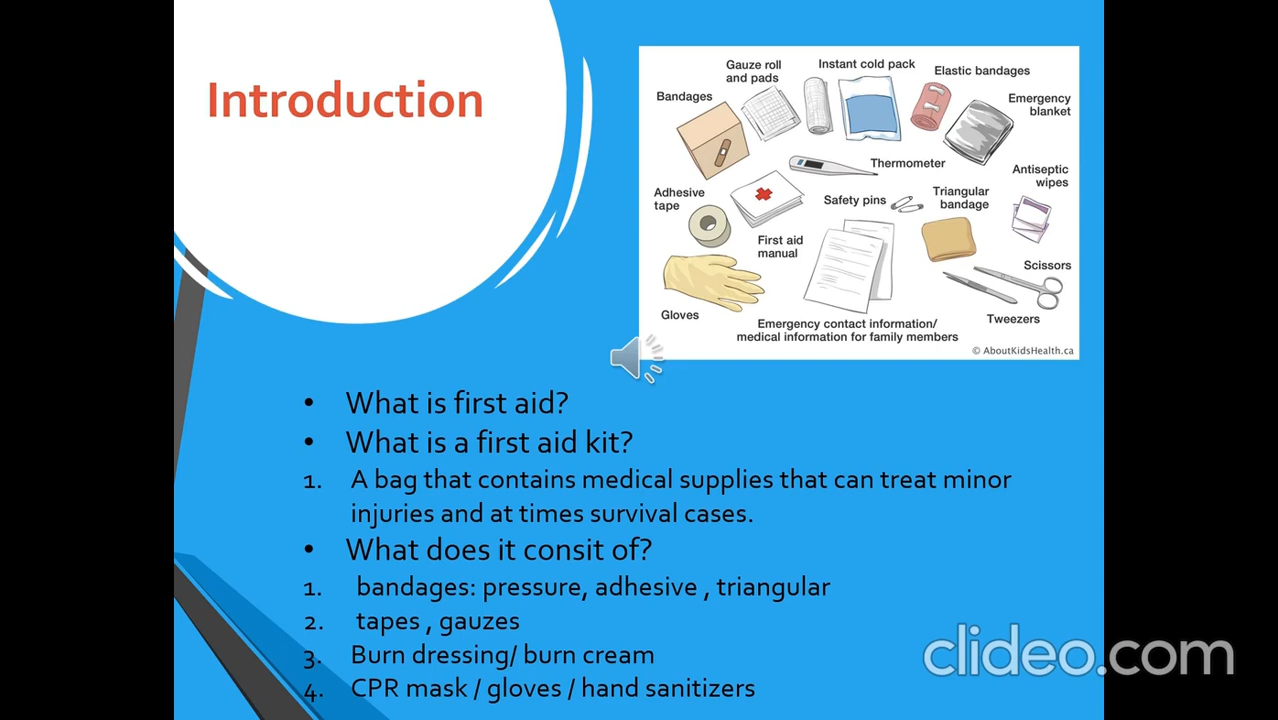 Introduction
Gauze roll
and pads
Instant cold pack
Elastic bandages
Bandages
Emergency
blanket
Thermometer
Antiseptic
wipes
Adhesive
tape
Safety pins
Triangular
bandage
First aid
manual
Scissors
Gloves
Tweezers
Emergency contact information/
medical information for family members
© AboutKidsHealth.ca
• What is first aid?
• What is a first aid kit?
1. A bag that contains medical supplies that can treat minor
injuries and at times survival cases.
• What does it consit of?
1. bandages: pressure, adhesive , triangular
2. tapes , gauzes
3. Burn dressing/ burn cream
4. CPR mask / gloves / hand sanitizers
clideo.com